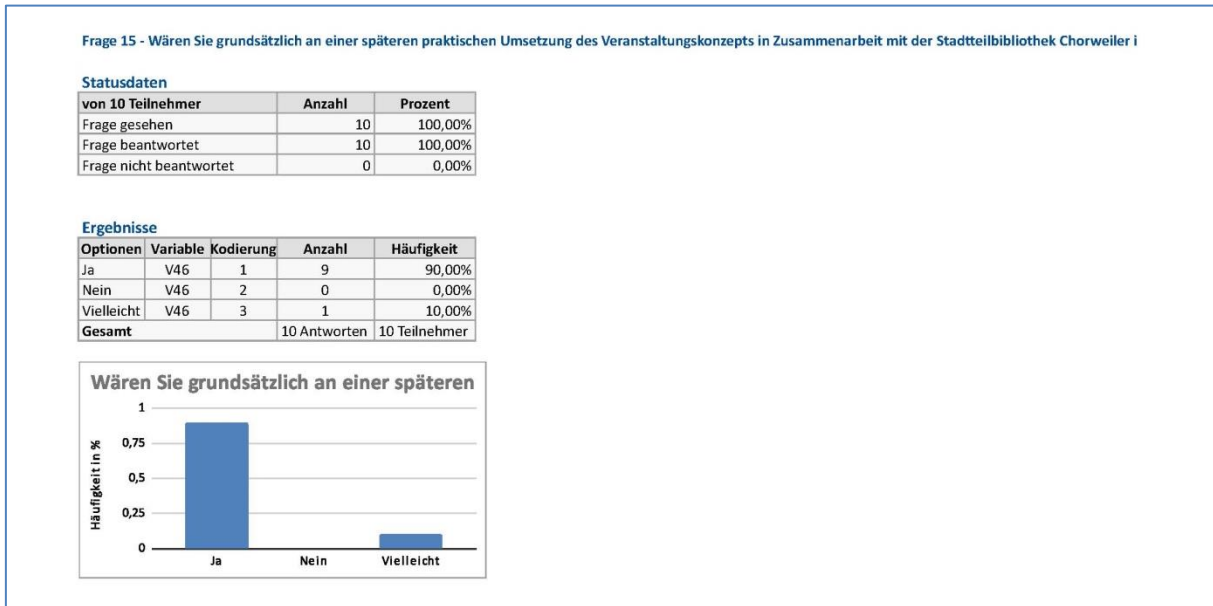 Frage 15 - Wären Sie grundsätzlich an einer späteren praktischen Umsetzung des Veranstaltungskonzepts in Zusammenarbeit mit der Stadtteilbibliothek Chorweiler i
Statusdaten
von 10 Teilnehmer Anzahl Prozent
Frage gesehen 10 100,00%
Frage beantwortet 10 100,00%
Frage nicht beantwortet 0 0,00%
Ergebnisse
Optionen Variable Kodierung Anzahl Häufigkeit
Ja V46 1 9 90,00%
Nein V46 2 0 0,00%
Vielleicht V46 3 1 10,00%
Gesamt 10 Antworten 10 Teilnehmer
Wären Sie grundsätzlich an einer späteren
Häufigkeit in %
1
0,75
0,5
0,25
0
Ja Nein Vielleicht